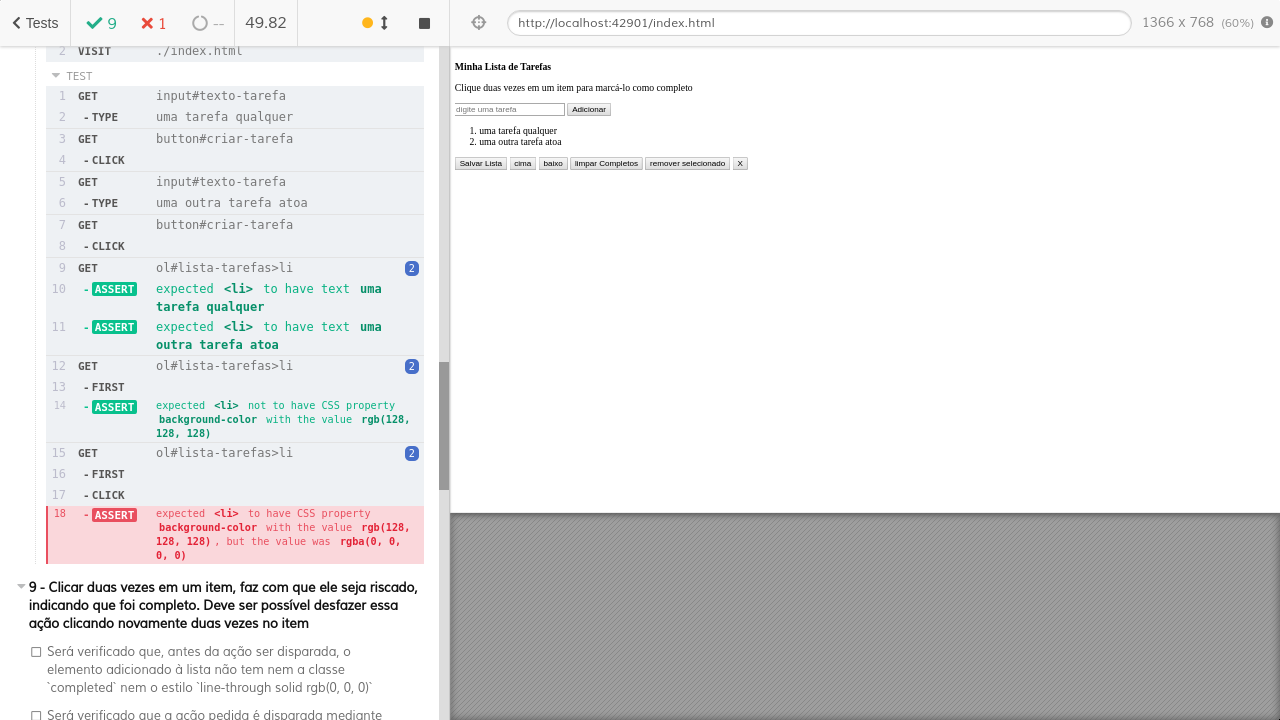 Tests
9
1
--
49.82
http://localhost:42901/index.html
1366 x 768 (60%)
2 VISIT ./index.html
TEST
1 GET input#texto-tarefa
2 - TYPE uma tarefa qualquer
3 GET button#criar-tarefa
4 - CLICK
5 GET input#texto-tarefa
6 - TYPE uma outra tarefa atoa
7 GET button#criar-tarefa
8 - CLICK
9 GET ol#lista-tarefas>li 2
10 - ASSERT expected <li> to have text uma
tarefa qualquer
11 - ASSERT expected <li> to have text uma
outra tarefa atoa
12 GET ol#lista-tarefas>li 2
13 - FIRST
14 - ASSERT expected <li> not to have CSS property
background-color with the value rgb(128,
128, 128)
15 GET ol#lista-tarefas>li 2
16 - FIRST
17 - CLICK
18 - ASSERT expected <li> to have CSS property
background-color with the value rgb(128,
128, 128) , but the value was rgba(0, 0,
0, 0)
9 - Clicar duas vezes em um item, faz com que ele seja riscado,
indicando que foi completo. Deve ser possível desfazer essa
ação clicando novamente duas vezes no item
Será verificado que, antes da ação ser disparada, o
elemento adicionado à lista não tem nem a classe
`completed` nem o estilo `line-through solid rgb(0, 0, 0)`
Será verificado que a ação pedida é disparada mediante
Minha Lista de Tarefas
Clique duas vezes em um item para marcá-lo como completo
digite uma tarefa
Adicionar
1. uma tarefa qualquer
2. uma outra tarefa atoa
Salvar Lista
cima
baixo
limpar Completos
remover selecionado
X